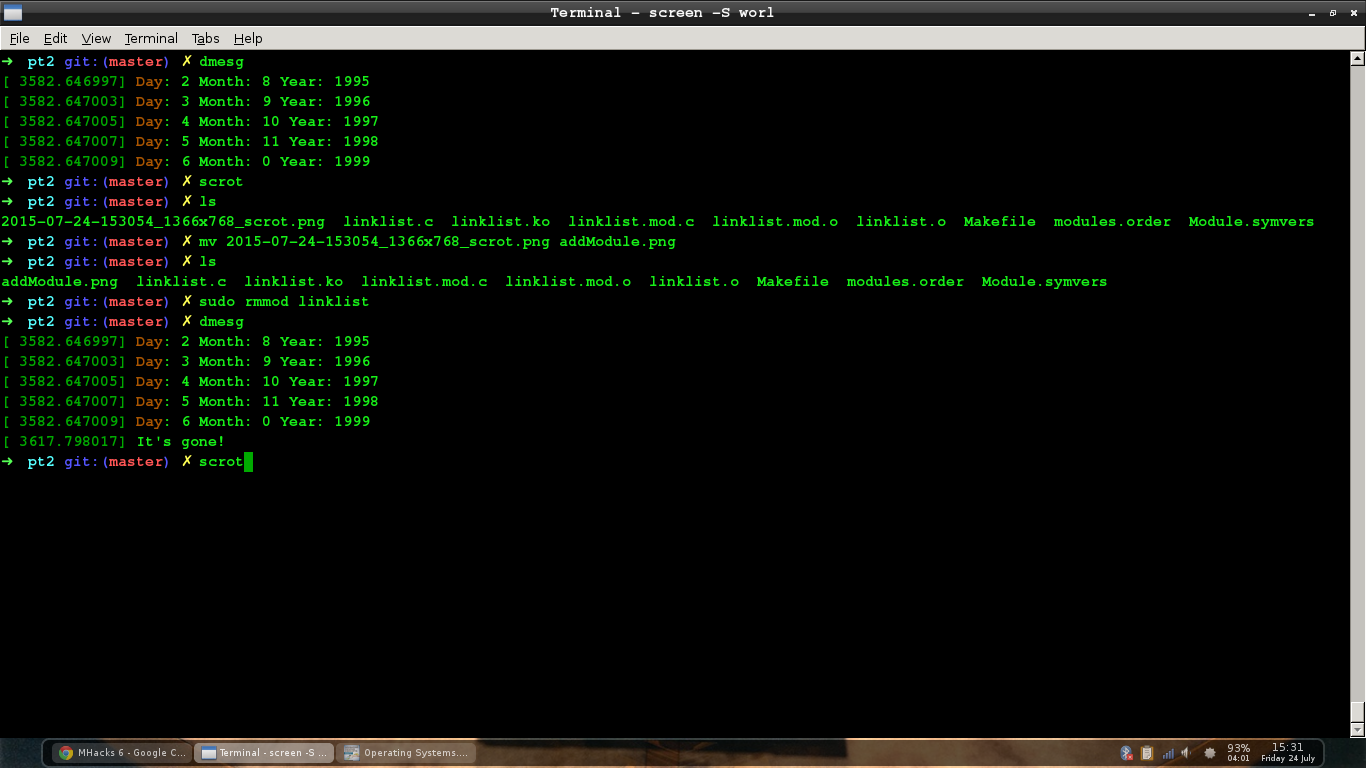 Terminal - screen -S worl
File Edit View Terminal Tabs Help
➜ pt2 git:(master) ✗ dmesg
[ 3582.646997] Day: 2 Month: 8 Year: 1995
[ 3582.647003] Day: 3 Month: 9 Year: 1996
[ 3582.647005] Day: 4 Month: 10 Year: 1997
[ 3582.647007] Day: 5 Month: 11 Year: 1998
[ 3582.647009] Day: 6 Month: 0 Year: 1999
➜ pt2 git:(master) ✗ scrot
➜ pt2 git:(master) ✗ ls
2015-07-24-153054_1366x768_scrot.png linklist.c linklist.ko linklist.mod.c linklist.mod.o linklist.o Makefile modules.order Module.symvers
➜ pt2 git:(master) ✗ mv 2015-07-24-153054_1366x768_scrot.png addModule.png
➜ pt2 git:(master) ✗ ls
addModule.png linklist.c linklist.ko linklist.mod.c linklist.mod.o linklist.o Makefile modules.order Module.symvers
➜ pt2 git:(master) ✗ sudo rmmod linklist
➜ pt2 git:(master) ✗ dmesg
[ 3582.646997] Day: 2 Month: 8 Year: 1995
[ 3582.647003] Day: 3 Month: 9 Year: 1996
[ 3582.647005] Day: 4 Month: 10 Year: 1997
[ 3582.647007] Day: 5 Month: 11 Year: 1998
[ 3582.647009] Day: 6 Month: 0 Year: 1999
[ 3617.798017] It's gone!
➜ pt2 git:(master) ✗ scrot
MHacks 6 - Google C... Terminal - screen -S ... Operating Systems.... 93% 15:31
04:01 Friday 24 July